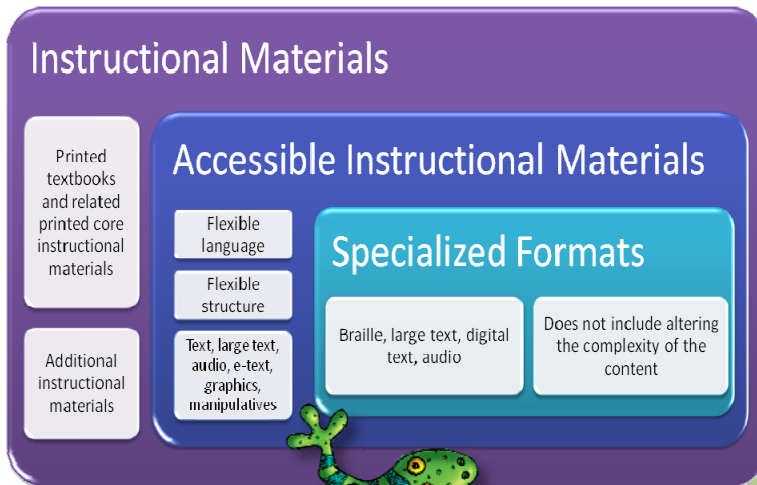 Instructional Materials
Printed
textbooks
and related
printed core
instructional
materials
Additional
instructional
materials
Accessible Instructional Materials
Flexible
language
Flexible
structure
Text, large text,
audio, e-text,
graphics,
manipulatives
Specialized Formats
Braille, large text, digital
text, audio
Does not include altering
the complexity of the
content